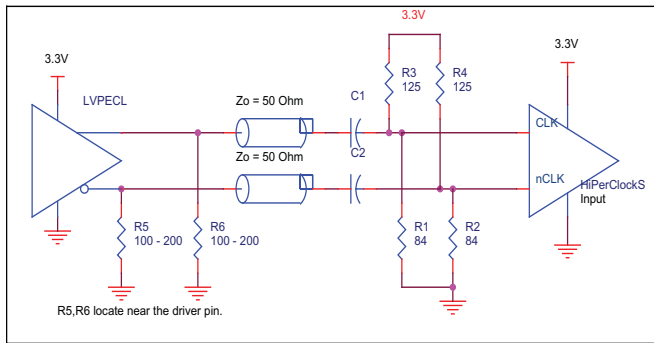 3.3V
3.3V
3.3V
R3
125
R4
125
LVPECL
Zo = 50 Ohm
C1
CLK
Zo = 50 Ohm
C2
nCLK
HiPerClockS
Input
R5
100 - 200
R6
100 - 200
R1
84
R2
84
R5,R6 locate near the driver pin.